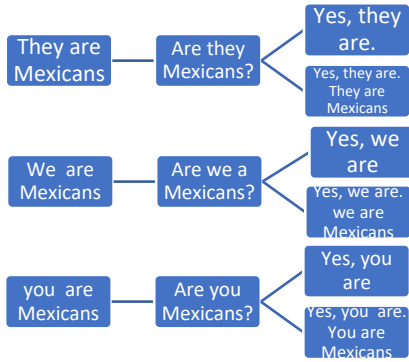 They are
Mexicans
Are they
Mexicans?
Yes, they
are.
Yes, they are.
They are
Mexicans
We are
Mexicans
Are we a
Mexicans?
Yes, we
are
Yes, we are.
we are
Mexicans
you are
Mexicans
Are you
Mexicans?
Yes, you
are
Yes, you are.
You are
Mexicans